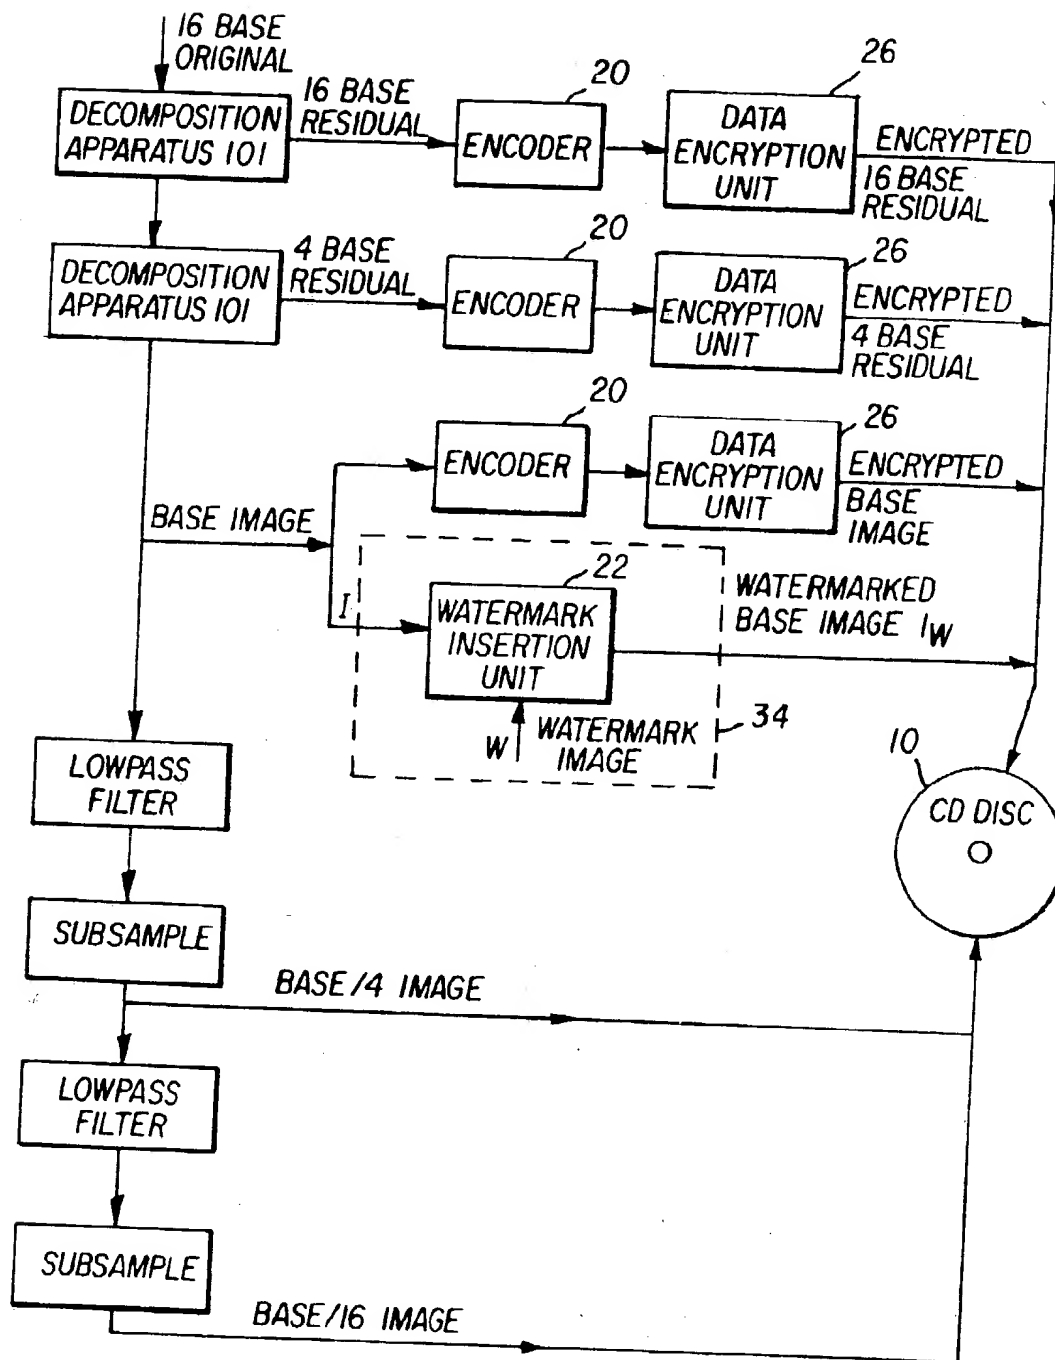 16 BASE
ORIGINAL
DECOMPOSITION
APPARATUS 101
16 BASE
RESIDUAL
20
ENCODER
26
DATA
ENCRYPTION
UNIT
ENCRYPTED
16 BASE
RESIDUAL
DECOMPOSITION
APPARATUS 101
4 BASE
RESIDUAL
20
ENCODER
26
DATA
ENCRYPTION
UNIT
ENCRYPTED
4 BASE
RESIDUAL
20
ENCODER
26
DATA
ENCRYPTION
UNIT
ENCRYPTED
BASE
IMAGE
BASE IMAGE
I
22
WATERMARK
INSERTION
UNIT
WATERMARKED
BASE IMAGE IW
W
WATERMARK
IMAGE
34
LOWPASS
FILTER
10
CD DISC
SUBSAMPLE
BASE/4 IMAGE
LOWPASS
FILTER
SUBSAMPLE
BASE/16 IMAGE